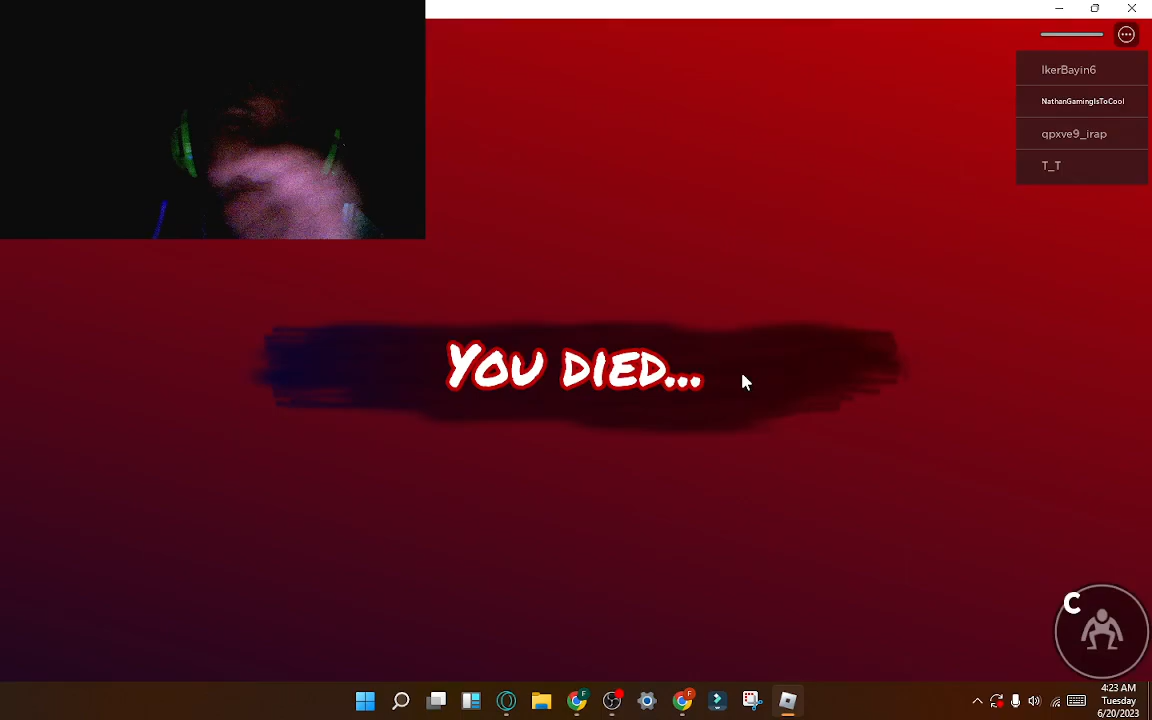 IkerBayin6
NathanGamingIsToCool
qpxve9_irap
T_T
You died...
C
F
F
4:23 AM
Tuesday
6/20/2023